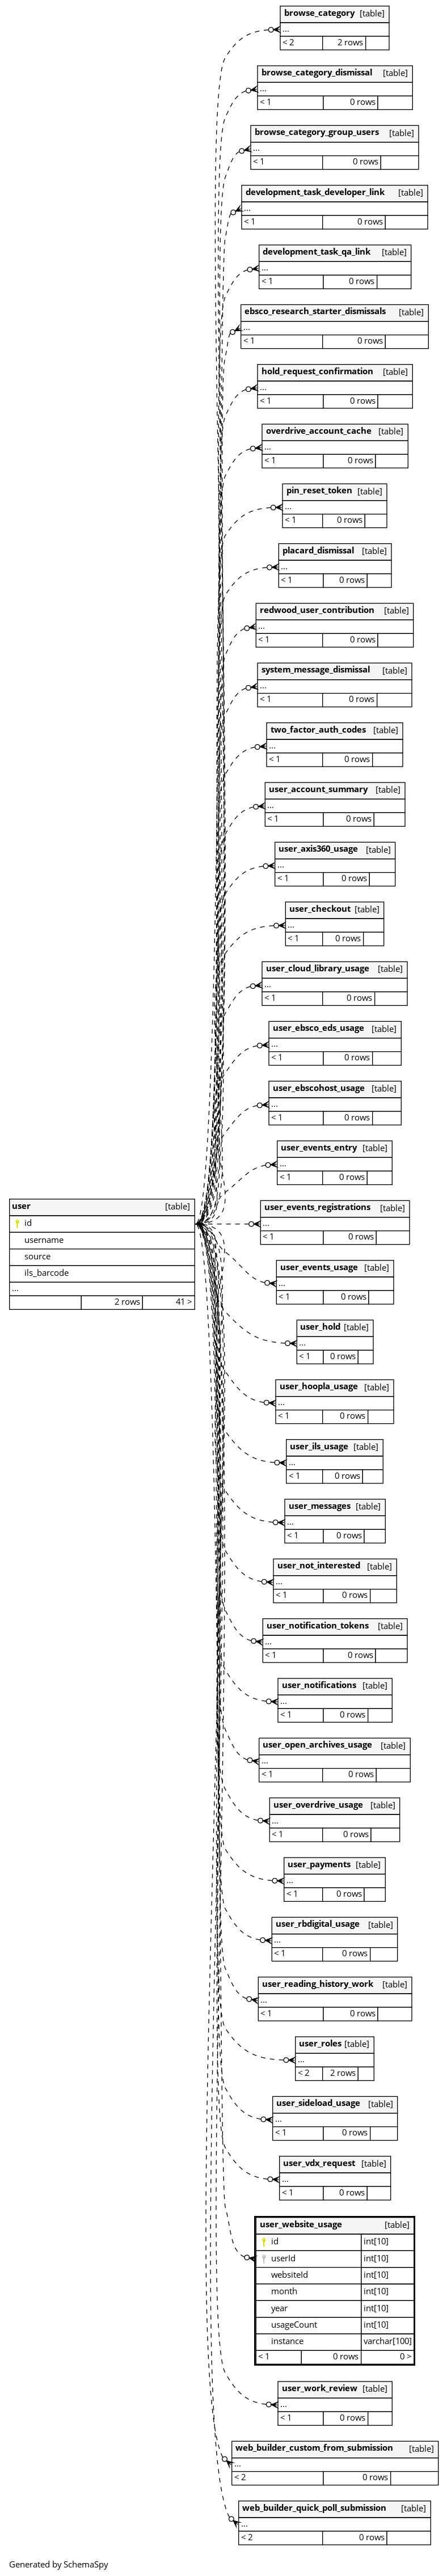 browse_category [table]
...
< 2 2 rows
browse_category_dismissal [table]
...
< 1 0 rows
browse_category_group_users [table]
...
< 1 0 rows
development_task_developer_link [table]
...
< 1 0 rows
development_task_qa_link [table]
...
< 1 0 rows
ebsco_research_starter_dismissals [table]
...
< 1 0 rows
hold_request_confirmation [table]
...
< 1 0 rows
overdrive_account_cache [table]
...
< 1 0 rows
pin_reset_token [table]
...
< 1 0 rows
placard_dismissal [table]
...
< 1 0 rows
redwood_user_contribution [table]
...
< 1 0 rows
system_message_dismissal [table]
...
< 1 0 rows
two_factor_auth_codes [table]
...
< 1 0 rows
user_account_summary [table]
...
< 1 0 rows
user_axis360_usage [table]
...
< 1 0 rows
user_checkout [table]
...
< 1 0 rows
user_cloud_library_usage [table]
...
< 1 0 rows
user_ebsco_eds_usage [table]
...
< 1 0 rows
user_ebscohost_usage [table]
...
< 1 0 rows
user_events_entry [table]
...
< 1 0 rows
user [table]
id
username
source
ils_barcode
...
2 rows 41 >
user_events_registrations [table]
...
< 1 0 rows
user_events_usage [table]
...
< 1 0 rows
user_hold [table]
...
< 1 0 rows
user_hoopla_usage [table]
...
< 1 0 rows
user_ils_usage [table]
...
< 1 0 rows
user_messages [table]
...
< 1 0 rows
user_not_interested [table]
...
< 1 0 rows
user_notification_tokens [table]
...
< 1 0 rows
user_notifications [table]
...
< 1 0 rows
user_open_archives_usage [table]
...
< 1 0 rows
user_overdrive_usage [table]
...
< 1 0 rows
user_payments [table]
...
< 1 0 rows
user_rbdigital_usage [table]
...
< 1 0 rows
user_reading_history_work [table]
...
< 1 0 rows
user_roles [table]
...
< 2 2 rows
user_sideload_usage [table]
...
< 1 0 rows
user_vdx_request [table]
...
< 1 0 rows
user_website_usage [table]
id int[10]
userId int[10]
websiteId int[10]
month int[10]
year int[10]
usageCount int[10]
instance varchar[100]
< 1 0 rows 0 >
user_work_review [table]
...
< 1 0 rows
web_builder_custom_from_submission [table]
...
< 2 0 rows
web_builder_quick_poll_submission [table]
...
< 2 0 rows
Generated by SchemaSpy